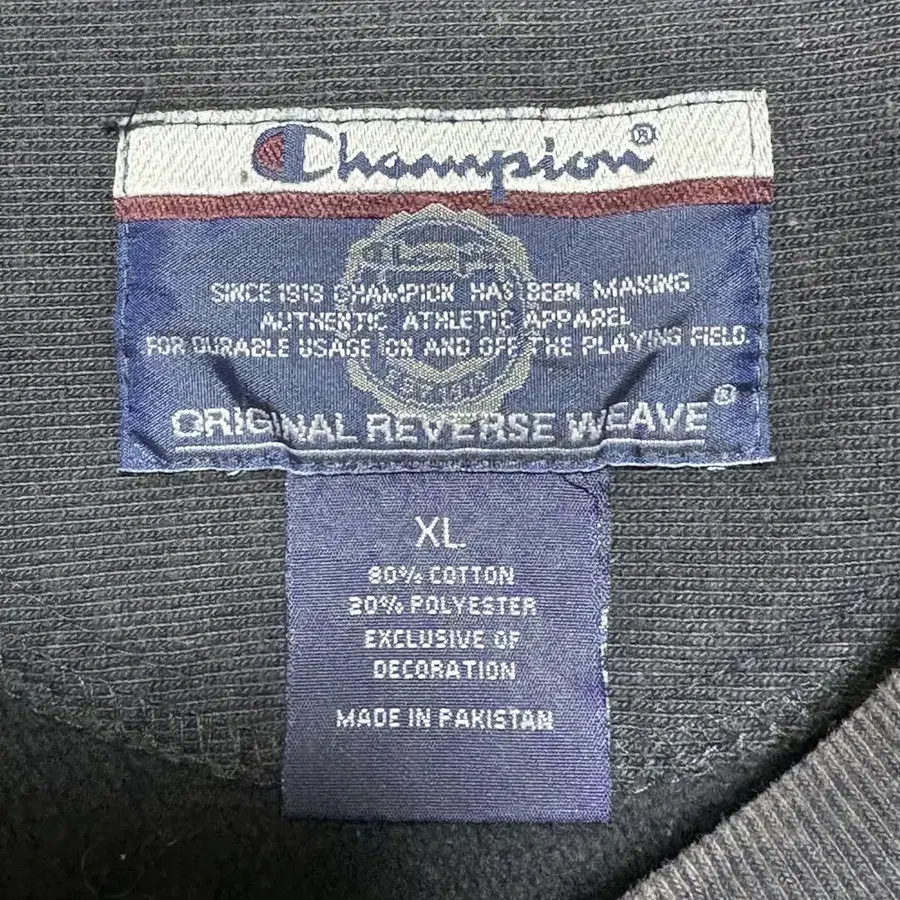 Champion®
SINCE 1919 CHAMPION HAS BEEN MAKING
AUTHENTIC ATHLETIC APPAREL
FOR DURABLE USAGE ON AND OFF THE PLAYING FIELD.
ORIGINAL REVERSE WEAVE®
XL
80% COTTON
20% POLYESTER
EXCLUSIVE OF
DECORATION
MADE IN PAKISTAN